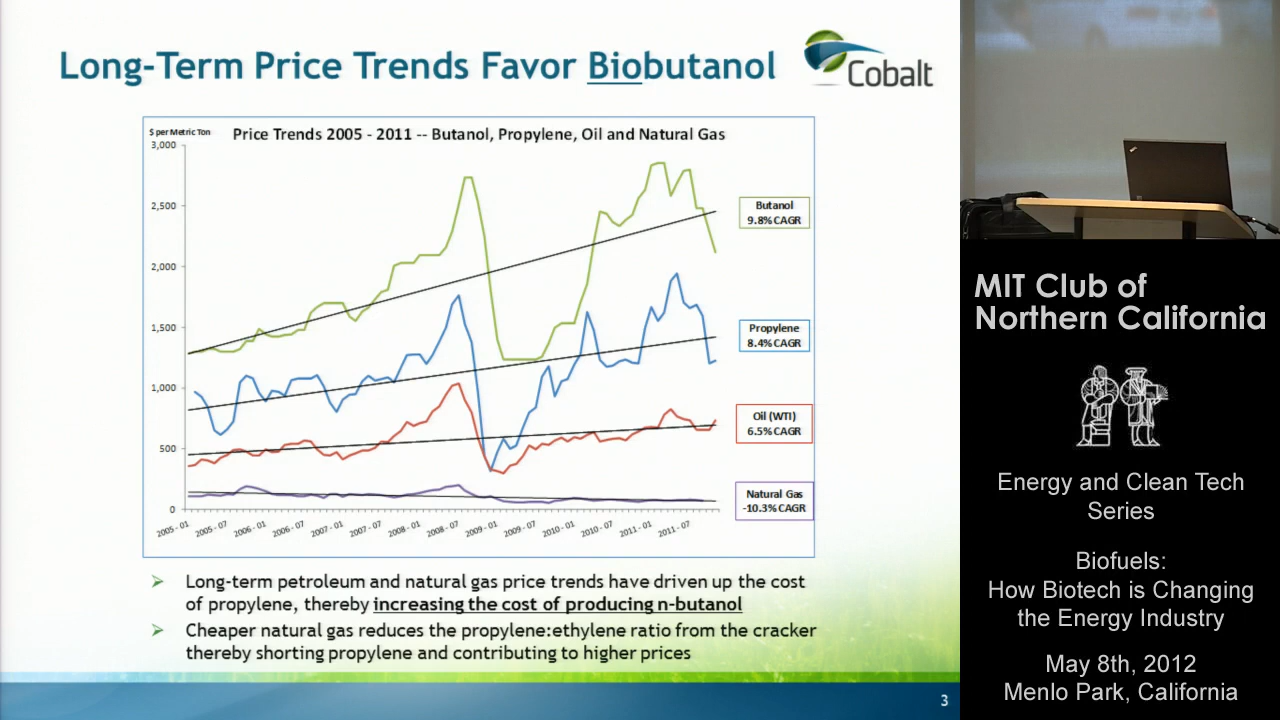 Long-Term Price Trends Favor Biobutanol
Cobalt
$ per Metric Ton
Price Trends 2005 - 2011 -- Butanol, Propylene, Oil and Natural Gas
3,000
2,500
2,000
1,500
1,000
500
0
Butanol
9.8% CAGR
Propylene
8.4% CAGR
Oil (WTI)
6.5% CAGR
Natural Gas
-10.3% CAGR
2005 - 01
2005 - 07
2006 - 01
2006 - 07
2007 - 01
2007 - 07
2008 - 01
2008 - 07
2009 - 01
2009 - 07
2010 - 01
2010 - 07
2011 - 01
2011 - 07
Long-term petroleum and natural gas price trends have driven up the cost
of propylene, thereby increasing the cost of producing n-butanol
Cheaper natural gas reduces the propylene:ethylene ratio from the cracker
thereby shorting propylene and contributing to higher prices
3
MIT Club of
Northern California
Energy and Clean Tech
Series
Biofuels:
How Biotech is Changing
the Energy Industry
May 8th, 2012
Menlo Park, California